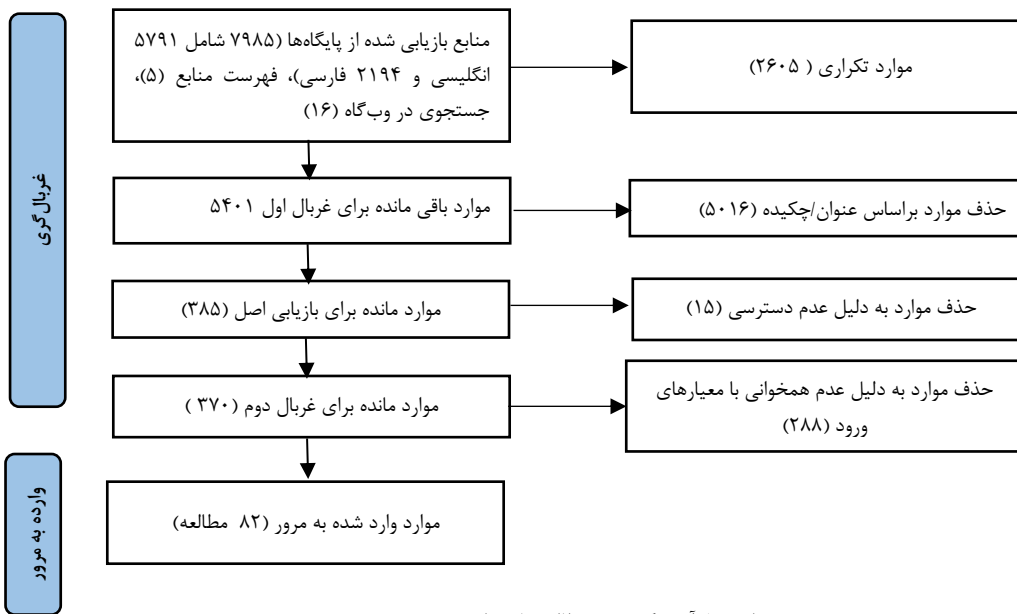 غربال‌گری
منابع بازیابی شده از پایگاه‌ها (۷۹۸۵ شامل ۵۷۹۱
انگلیسی و ۲۱۹۴ فارسی)، فهرست منابع (۵)،
جستجوی در وب‌گاه (۱۶)
موارد تکراری ( ۲۶۰۵)
موارد باقی مانده برای غربال اول ۵۴۰۱
حذف موارد براساس عنوان/چکیده (۵۰۱۶)
موارد مانده برای بازیابی اصل (۳۸۵)
حذف موارد به دلیل عدم دسترسی (۱۵)
موارد مانده برای غربال دوم (۳۷۰ )
حذف موارد به دلیل عدم همخوانی با معیارهای
ورود (۲۸۸)
وارده به مرور
موارد وارد شده به مرور (۸۲ مطالعه)